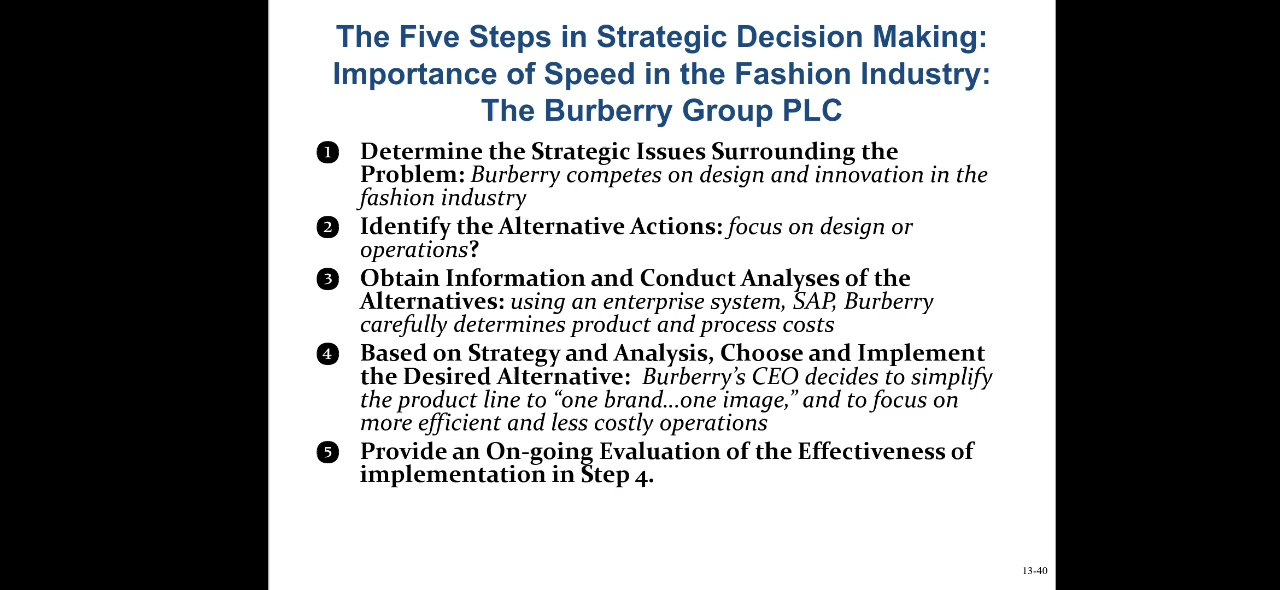 The Five Steps in Strategic Decision Making:
Importance of Speed in the Fashion Industry:
The Burberry Group PLC
1 Determine the Strategic Issues Surrounding the
Problem: Burberry competes on design and innovation in the
fashion industry
2 Identify the Alternative Actions: focus on design or
operations?
3 Obtain Information and Conduct Analyses of the
Alternatives: using an enterprise system, SAP, Burberry
carefully determines product and process costs
4 Based on Strategy and Analysis, Choose and Implement
the Desired Alternative: Burberry’s CEO decides to simplify
the product line to “one brand…one image,” and to focus on
more efficient and less costly operations
5 Provide an On-going Evaluation of the Effectiveness of
implementation in Step 4.
13-40